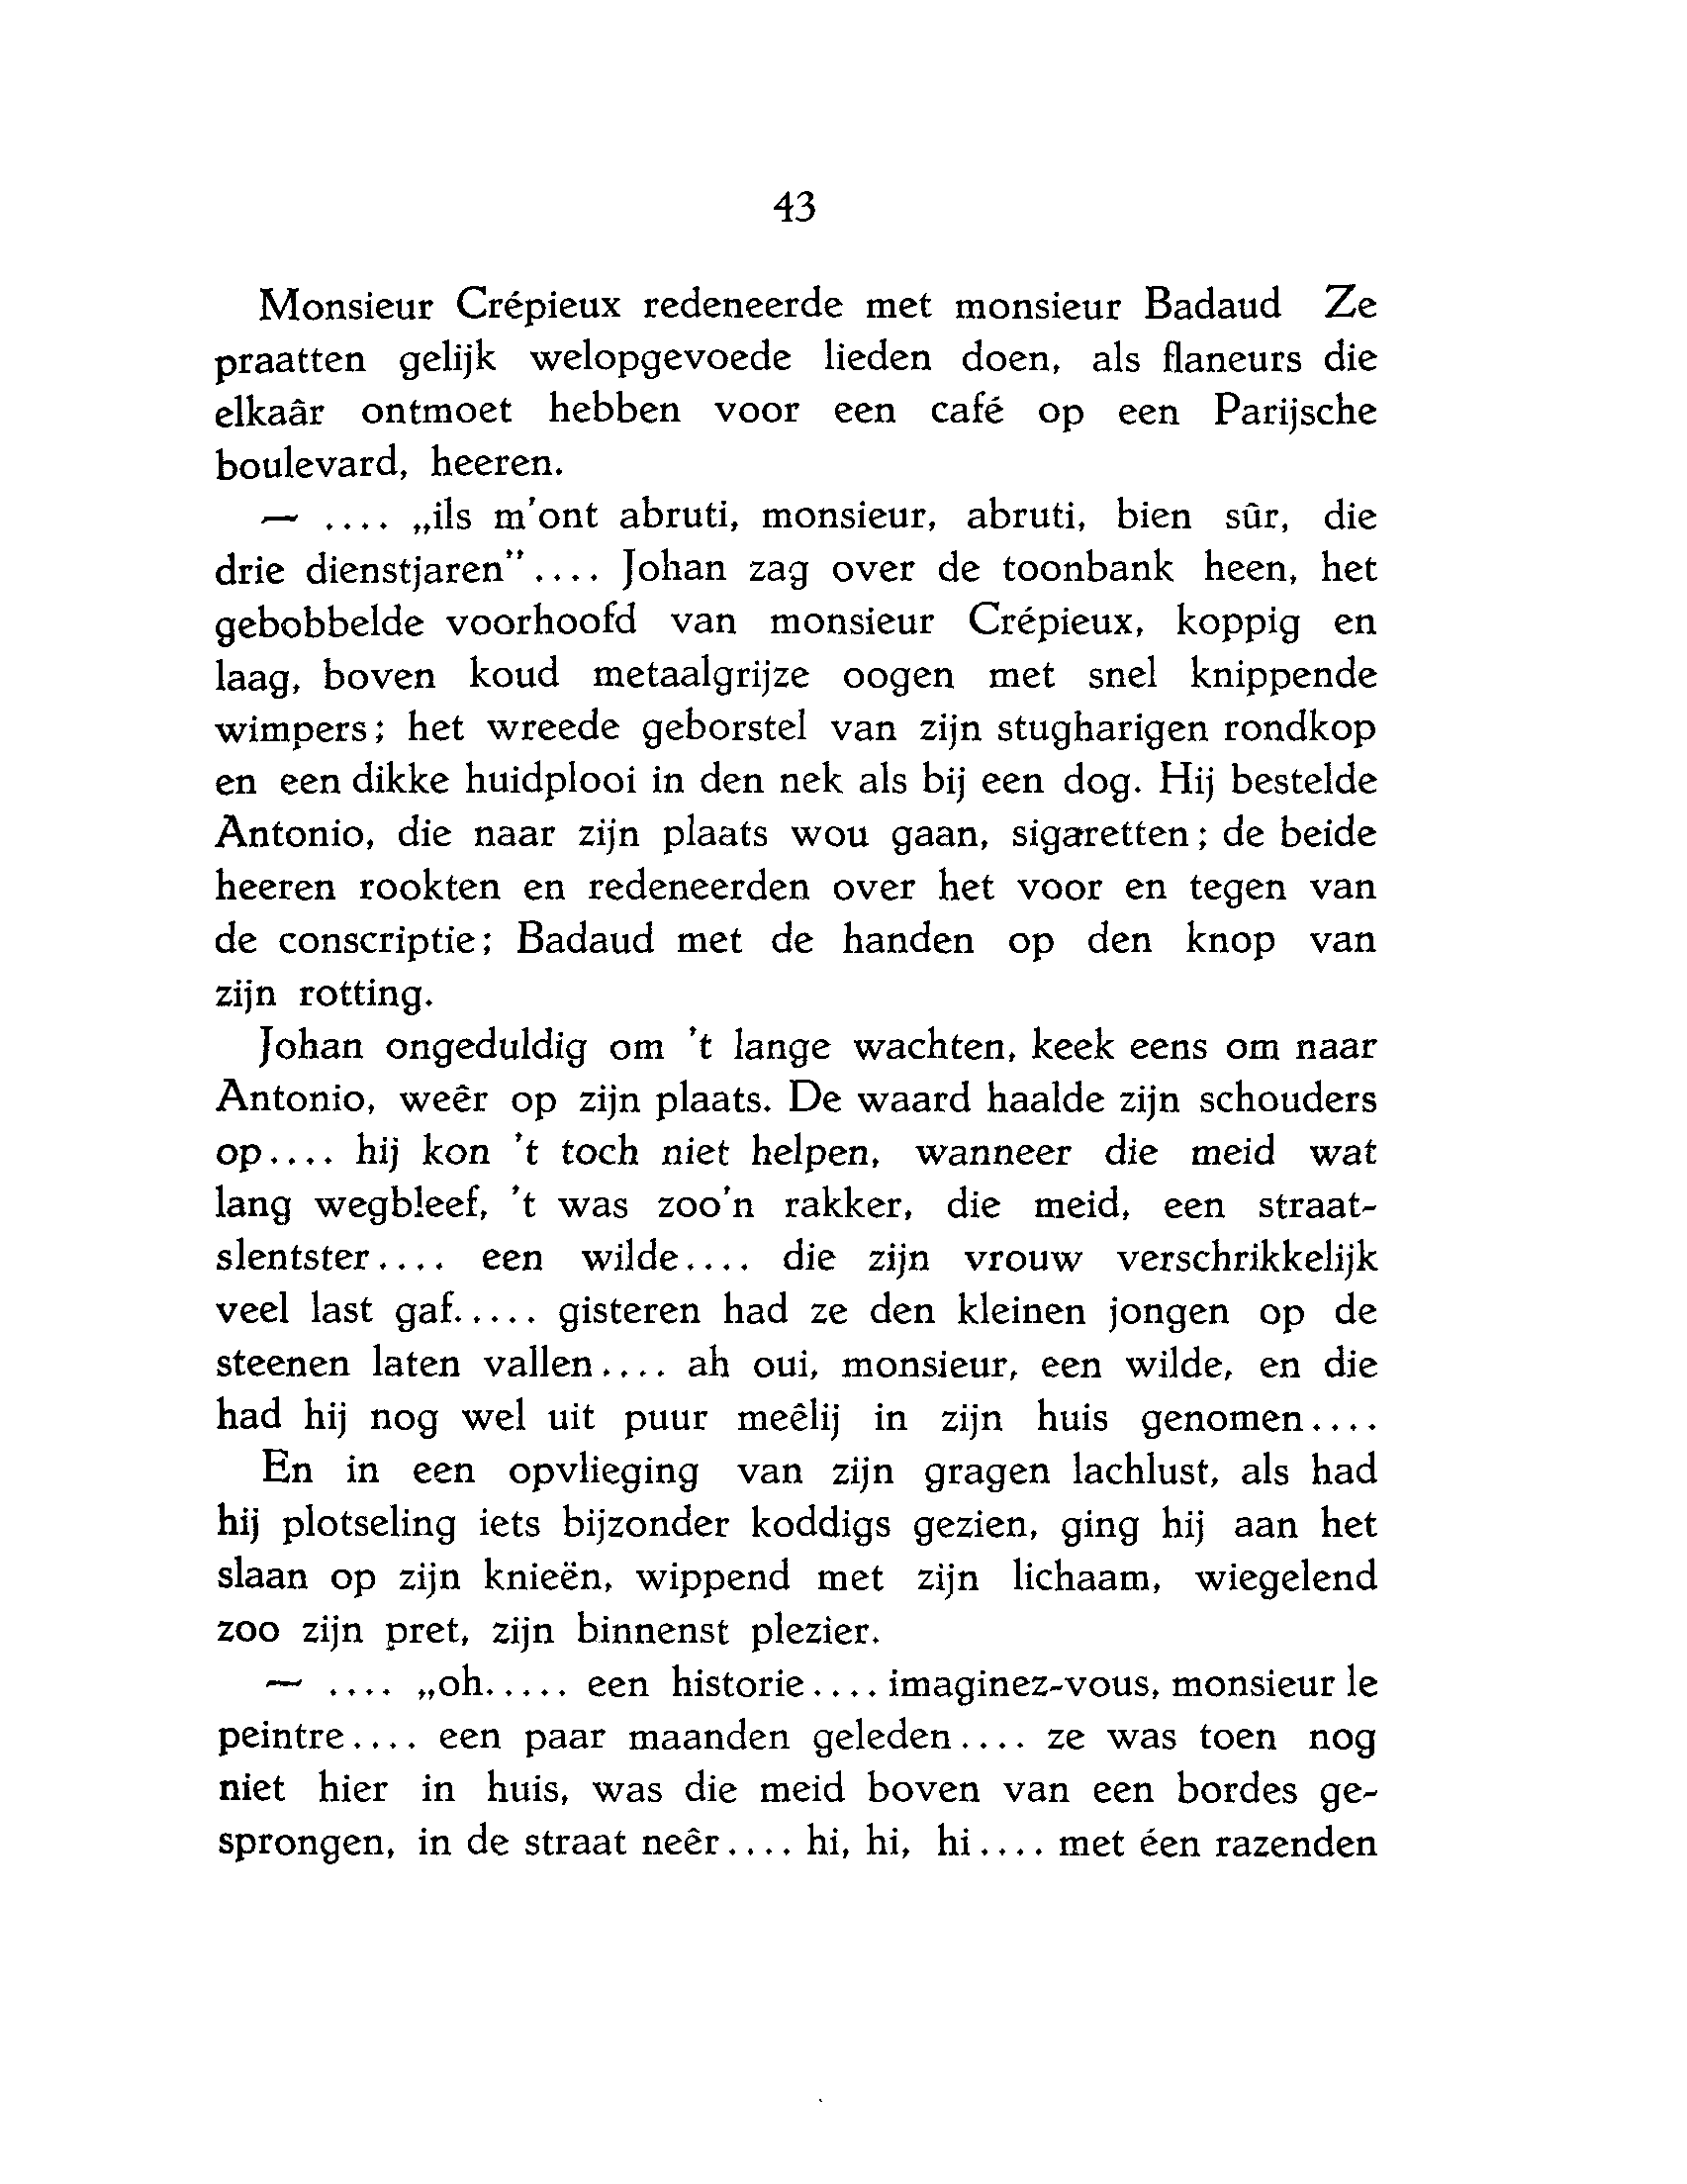 43
Monsieur Crépieux redeneerde met monsieur Badaud Ze
praatten gelijk welopgevoede lieden doen, als flaneurs die
elkaâr ontmoet hebben voor een café op een Parijsche
boulevard, heeren.
— .... „ils m'ont abruti, monsieur, abruti, bien sûr, die
drie dienstjaren".... Johan zag over de toonbank heen, het
gebobbelde voorhoofd van monsieur Crépieux, koppig en
laag, boven koud metaalgrijze oogen met snel knippende
wimpers; het wreede geborstel van zijn stugharigen rondkop
en een dikke huidplooi in den nek als bij een dog. Hij bestelde
Antonio, die naar zijn plaats wou gaan, sigaretten; de beide
heeren rookten en redeneerden over het voor en tegen van
de conscriptie; Badaud met de handen op den knop van
zijn rotting.
Johan ongeduldig om 't lange wachten, keek eens om naar
Antonio, weêr op zijn plaats. De waard haalde zijn schouders
op.... hij kon 't toch niet helpen, wanneer die meid wat
lang wegbleef, 't was zoo'n rakker, die meid, een straat-
slentster.... een wilde.... die zijn vrouw verschrikkelijk
veel last gaf..... gisteren had ze den kleinen jongen op de
steenen laten vallen.... ah oui, monsieur, een wilde, en die
had hij nog wel uit puur meêlij in zijn huis genomen....
En in een opvlieging van zijn gragen lachlust, als had
hij plotseling iets bijzonder koddigs gezien, ging hij aan het
slaan op zijn knieën, wippend met zijn lichaam, wiegelend
zoo zijn pret, zijn binnenst plezier.
— .... „oh..... een historie.... imaginez-vous, monsieur le
peintre.... een paar maanden geleden.... ze was toen nog
niet hier in huis, was die meid boven van een bordes ge-
sprongen, in de straat neêr.... hi, hi, hi.... met één razenden